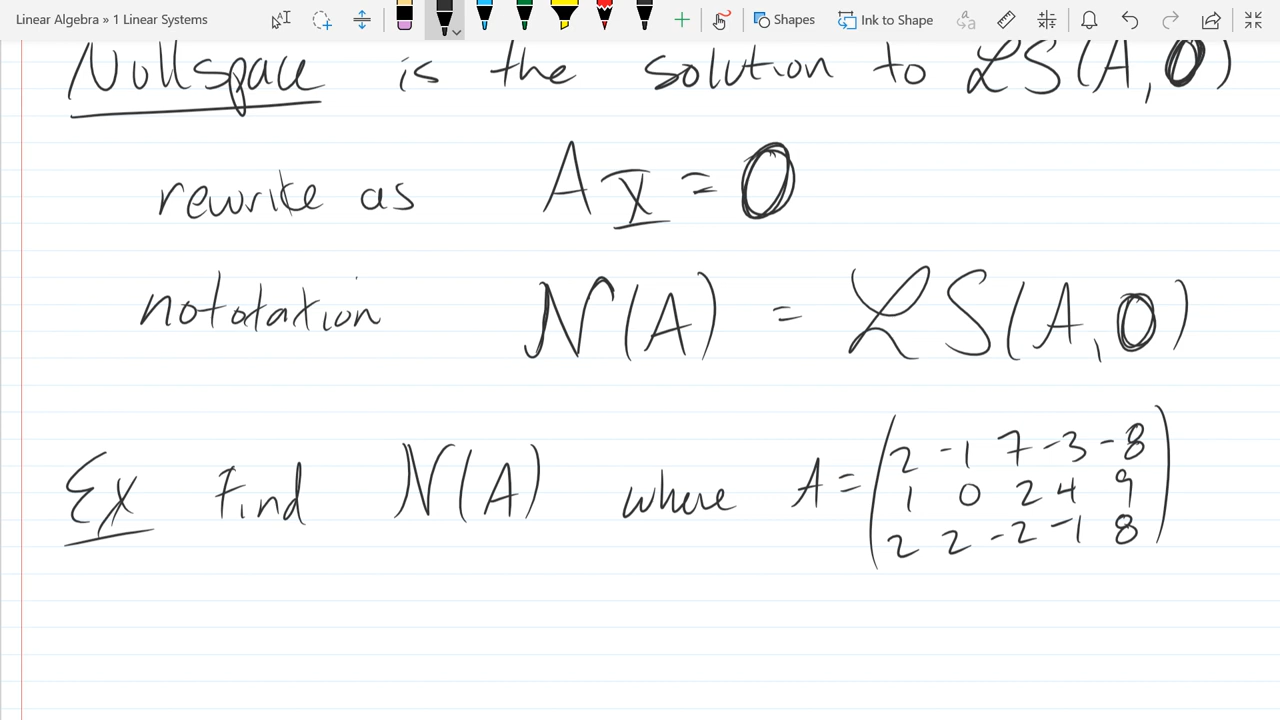 Linear Algebra » 1 Linear Systems
Shapes
Ink to Shape
Nullspace is the solution to LS(A, 0)
rewrite as AX = 0
nototation N(A) = LS(A, 0)
Ex Find N(A) where A = (2 -1 7 -3 -8
1 0 2 4 9
2 2 -2 -1 8)